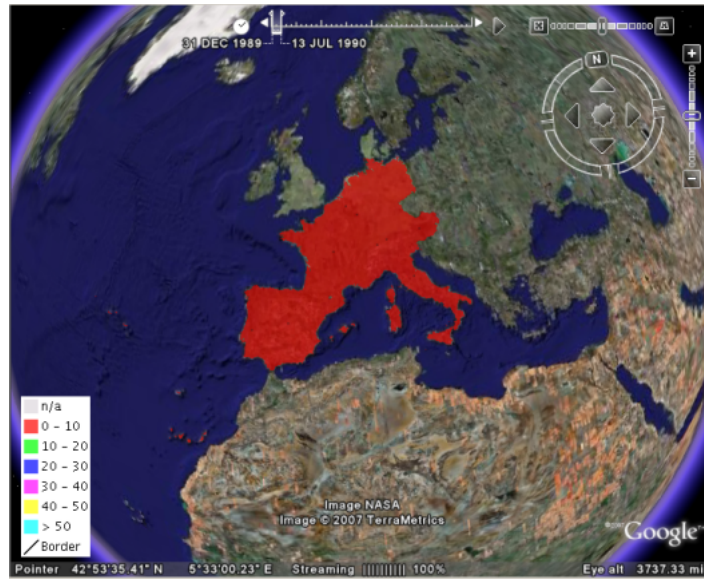 31 DEC 1989
13 JUL 1990
N
n/a
0 - 10
10 - 20
20 - 30
30 - 40
40 - 50
> 50
Border
Image NASA
Image © 2007 TerraMetrics
Google
Pointer 42°53'35.41" N 5°33'00.23" E Streaming |||||||||| 100% Eye alt 3737.33 mi